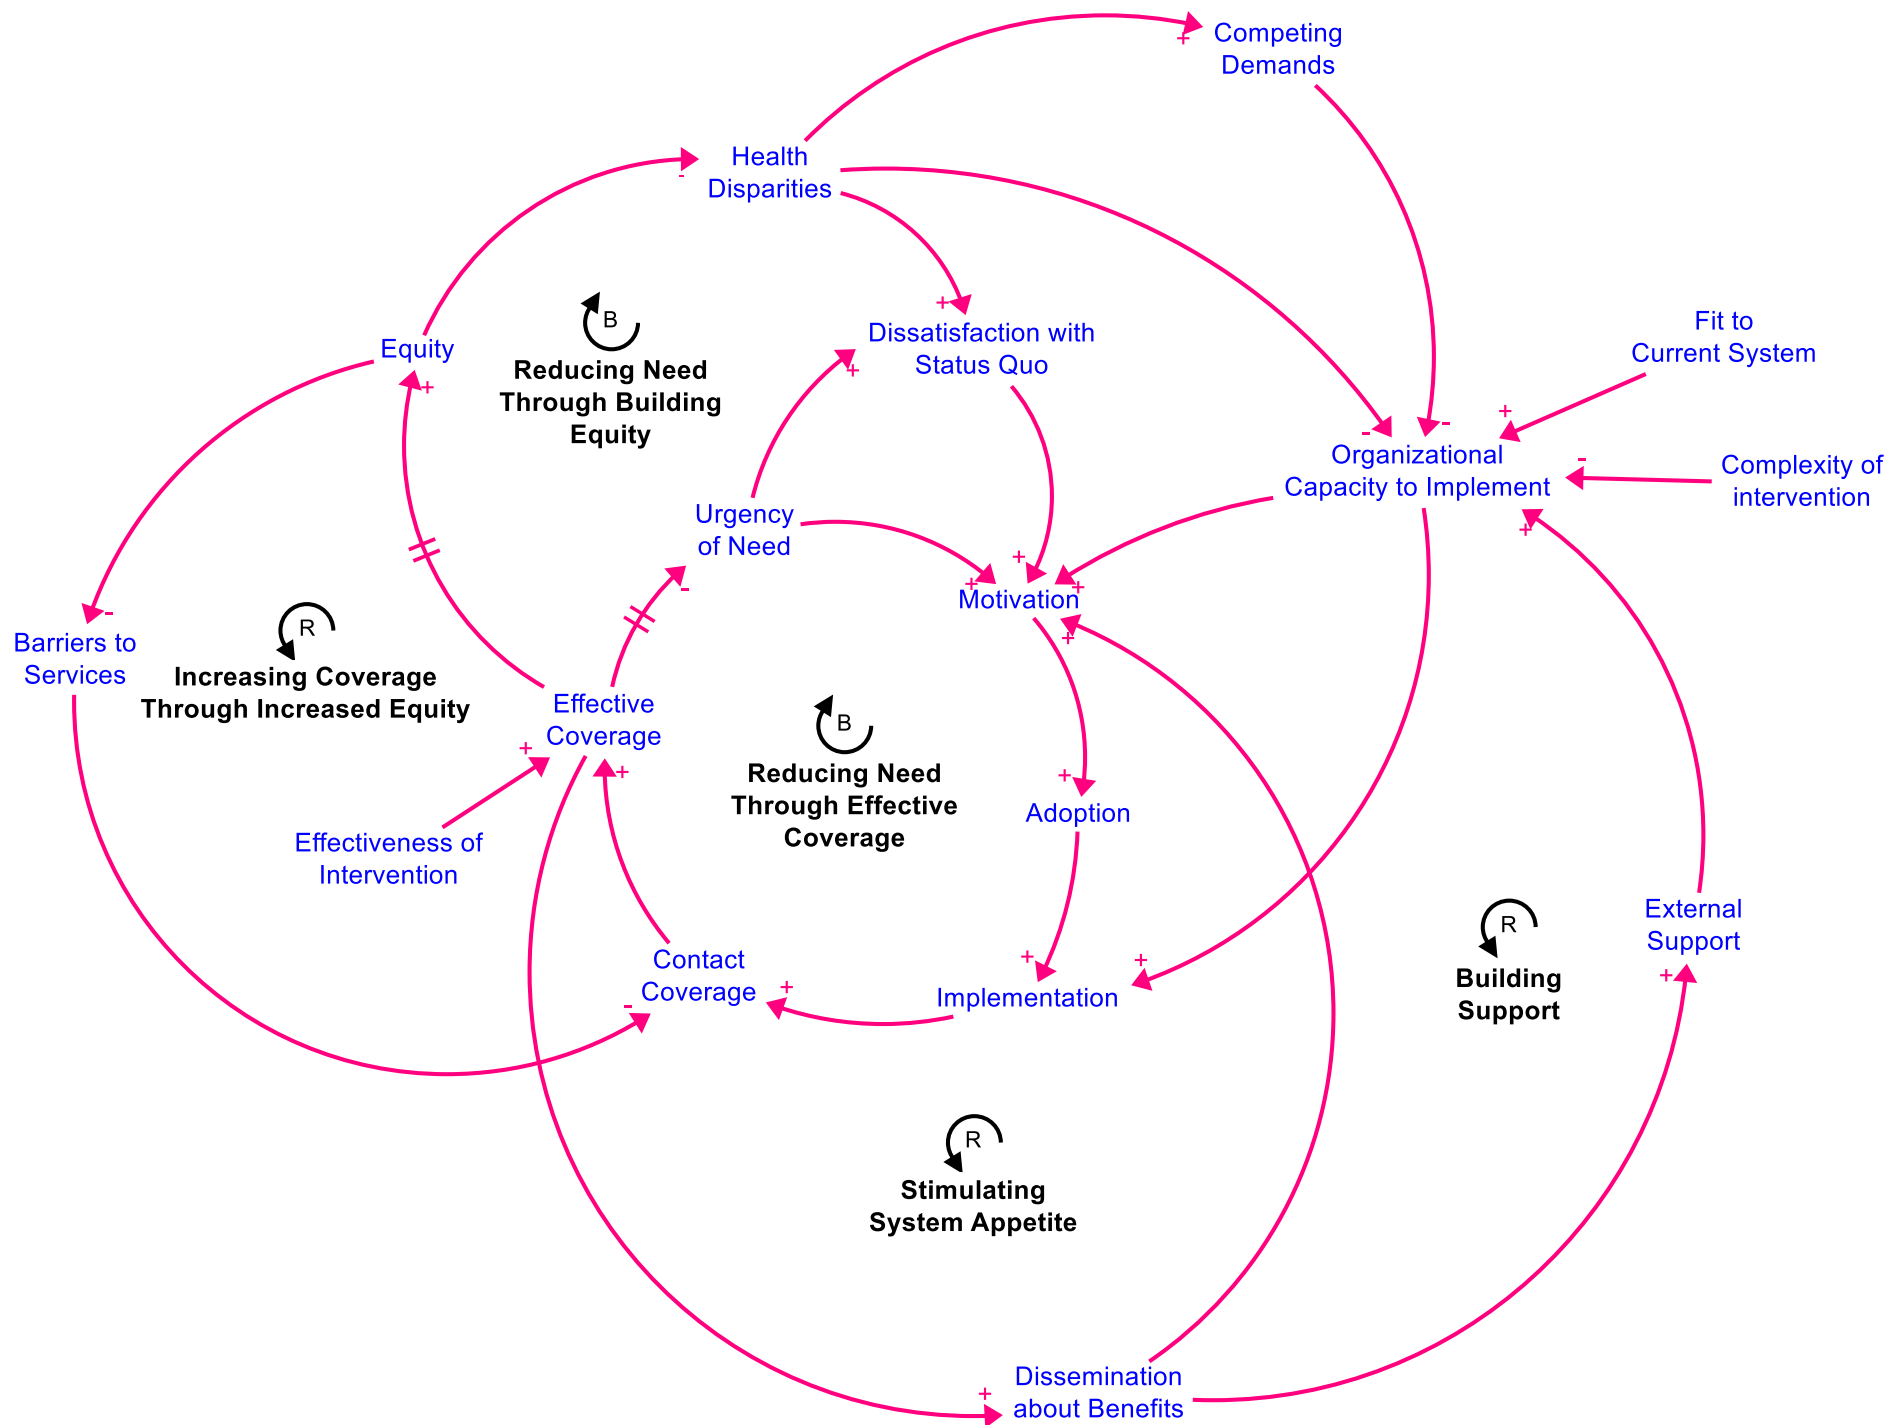 Competing
Demands
+
Health
Disparities
-
+
Dissatisfaction with
Status Quo
+
Equity
+
B
Reducing Need
Through Building
Equity
Fit to
Current System
+
-
-
Organizational
Capacity to Implement
-
Complexity of
intervention
+
Urgency
of Need
-
+
+
+
Motivation
+
R
Increasing Coverage
Through Increased Equity
-
Barriers to
Services
Effective
Coverage
+
+
B
Reducing Need
Through Effective
Coverage
+
Adoption
Effectiveness of
Intervention
External
Support
+
R
Building
Support
Contact
Coverage
-
+
+
+
Implementation
R
Stimulating
System Appetite
+
Dissemination
about Benefits